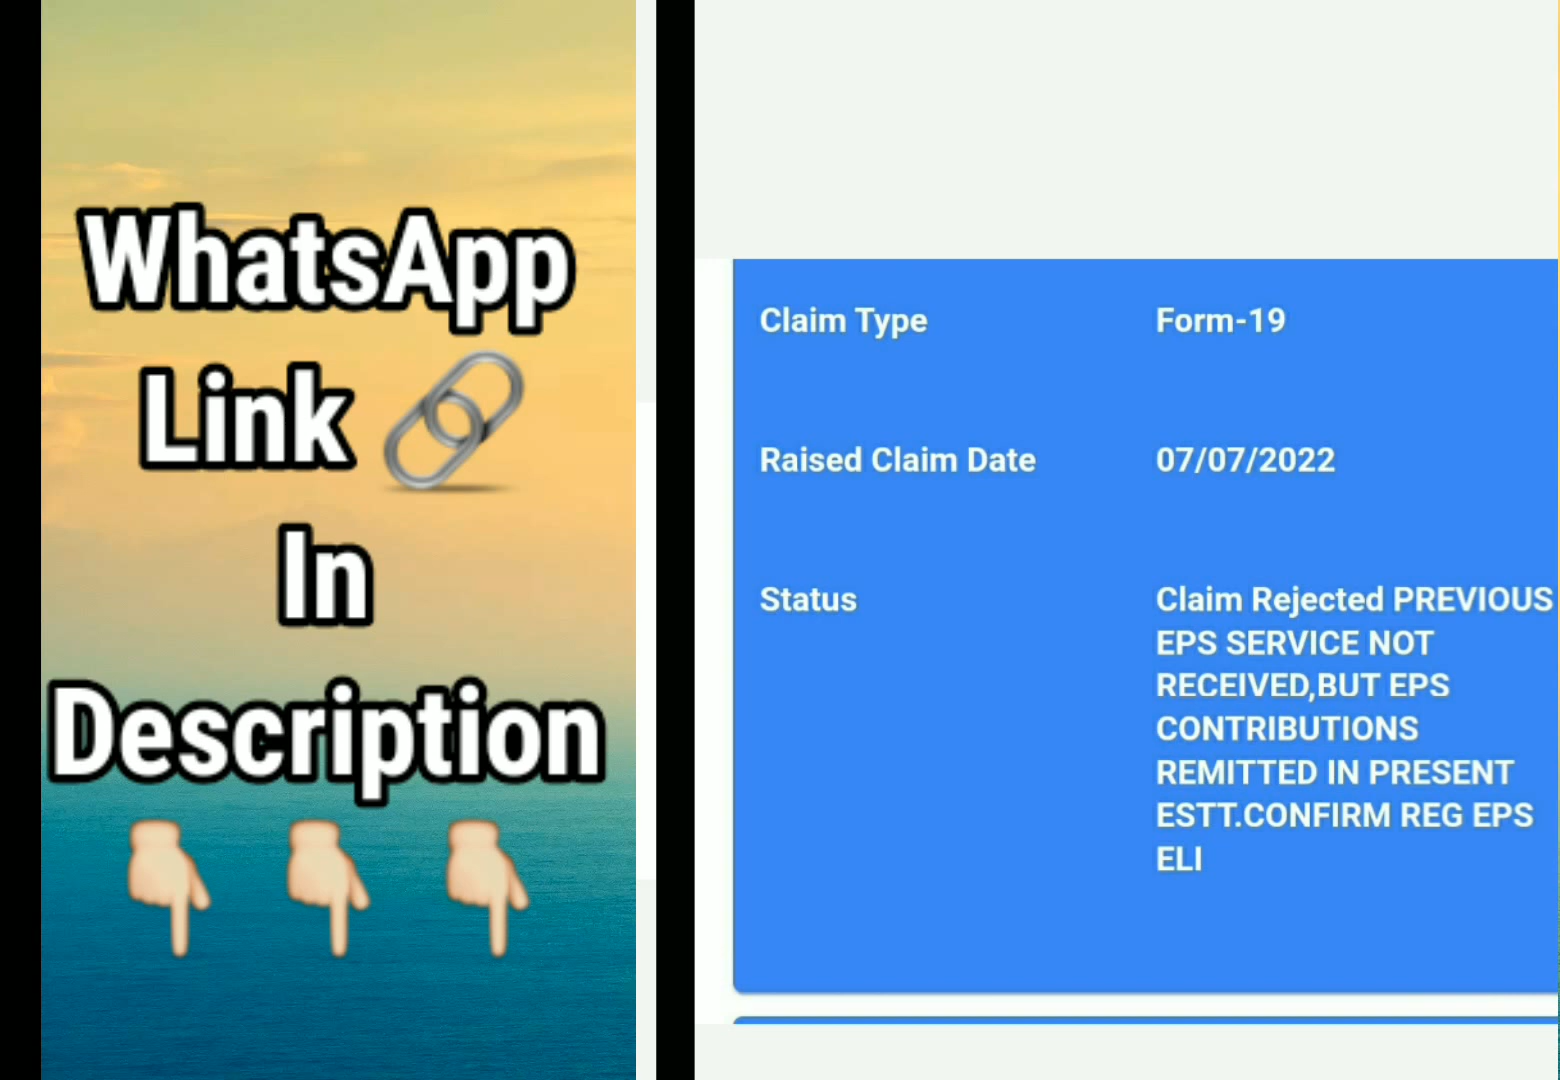 WhatsApp
Link
In
Description
Claim Type Form-19
Raised Claim Date 07/07/2022
Status Claim Rejected PREVIOUS
EPS SERVICE NOT
RECEIVED,BUT EPS
CONTRIBUTIONS
REMITTED IN PRESENT
ESTT.CONFIRM REG EPS
ELI